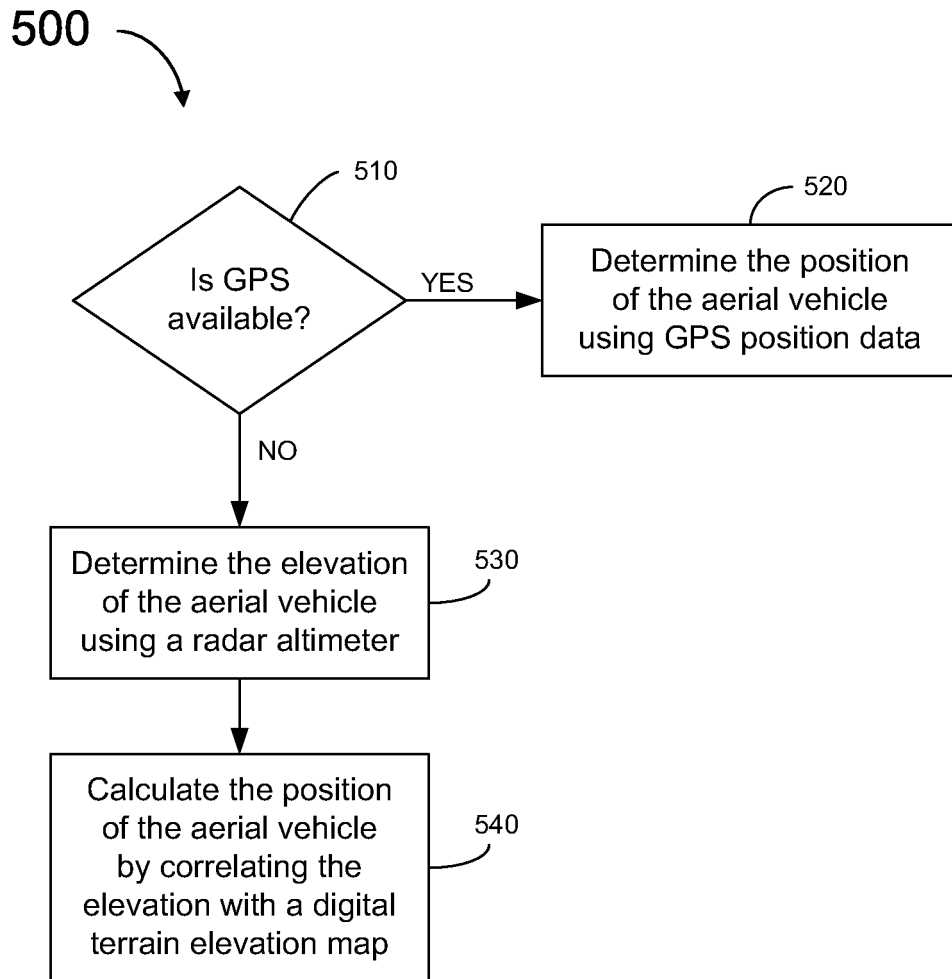 500
510
Is GPS
available?
YES
520
Determine the position
of the aerial vehicle
using GPS position data
NO
Determine the elevation
of the aerial vehicle
using a radar altimeter
530
Calculate the position
of the aerial vehicle
by correlating the
elevation with a digital
terrain elevation map
540